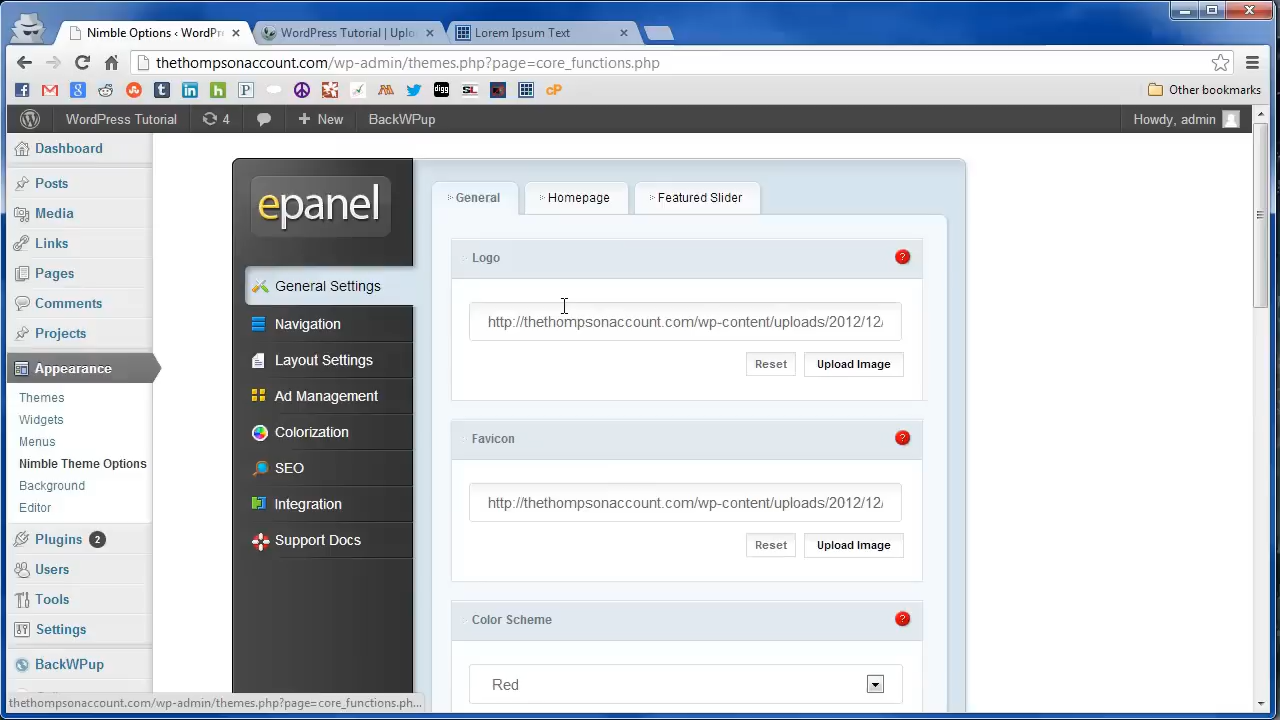 Nimble Options ‹ WordPr
WordPress Tutorial | Uplo
Lorem Ipsum Text
thethompsonaccount.com/wp-admin/themes.php?page=core_functions.php
Other bookmarks
WordPress Tutorial
4
New
BackWPup
Howdy, admin
Dashboard
Posts
Media
Links
Pages
Comments
Projects
Appearance
Themes
Widgets
Menus
Nimble Theme Options
Background
Editor
Plugins 2
Users
Tools
Settings
BackWPup
epanel
General Settings
Navigation
Layout Settings
Ad Management
Colorization
SEO
Integration
Support Docs
General
Homepage
Featured Slider
Logo
?
http://thethompsonaccount.com/wp-content/uploads/2012/12/
Reset
Upload Image
Favicon
?
http://thethompsonaccount.com/wp-content/uploads/2012/12/
Reset
Upload Image
Color Scheme
?
Red
thethompsonaccount.com/wp-admin/themes.php?page=core_functions.ph...